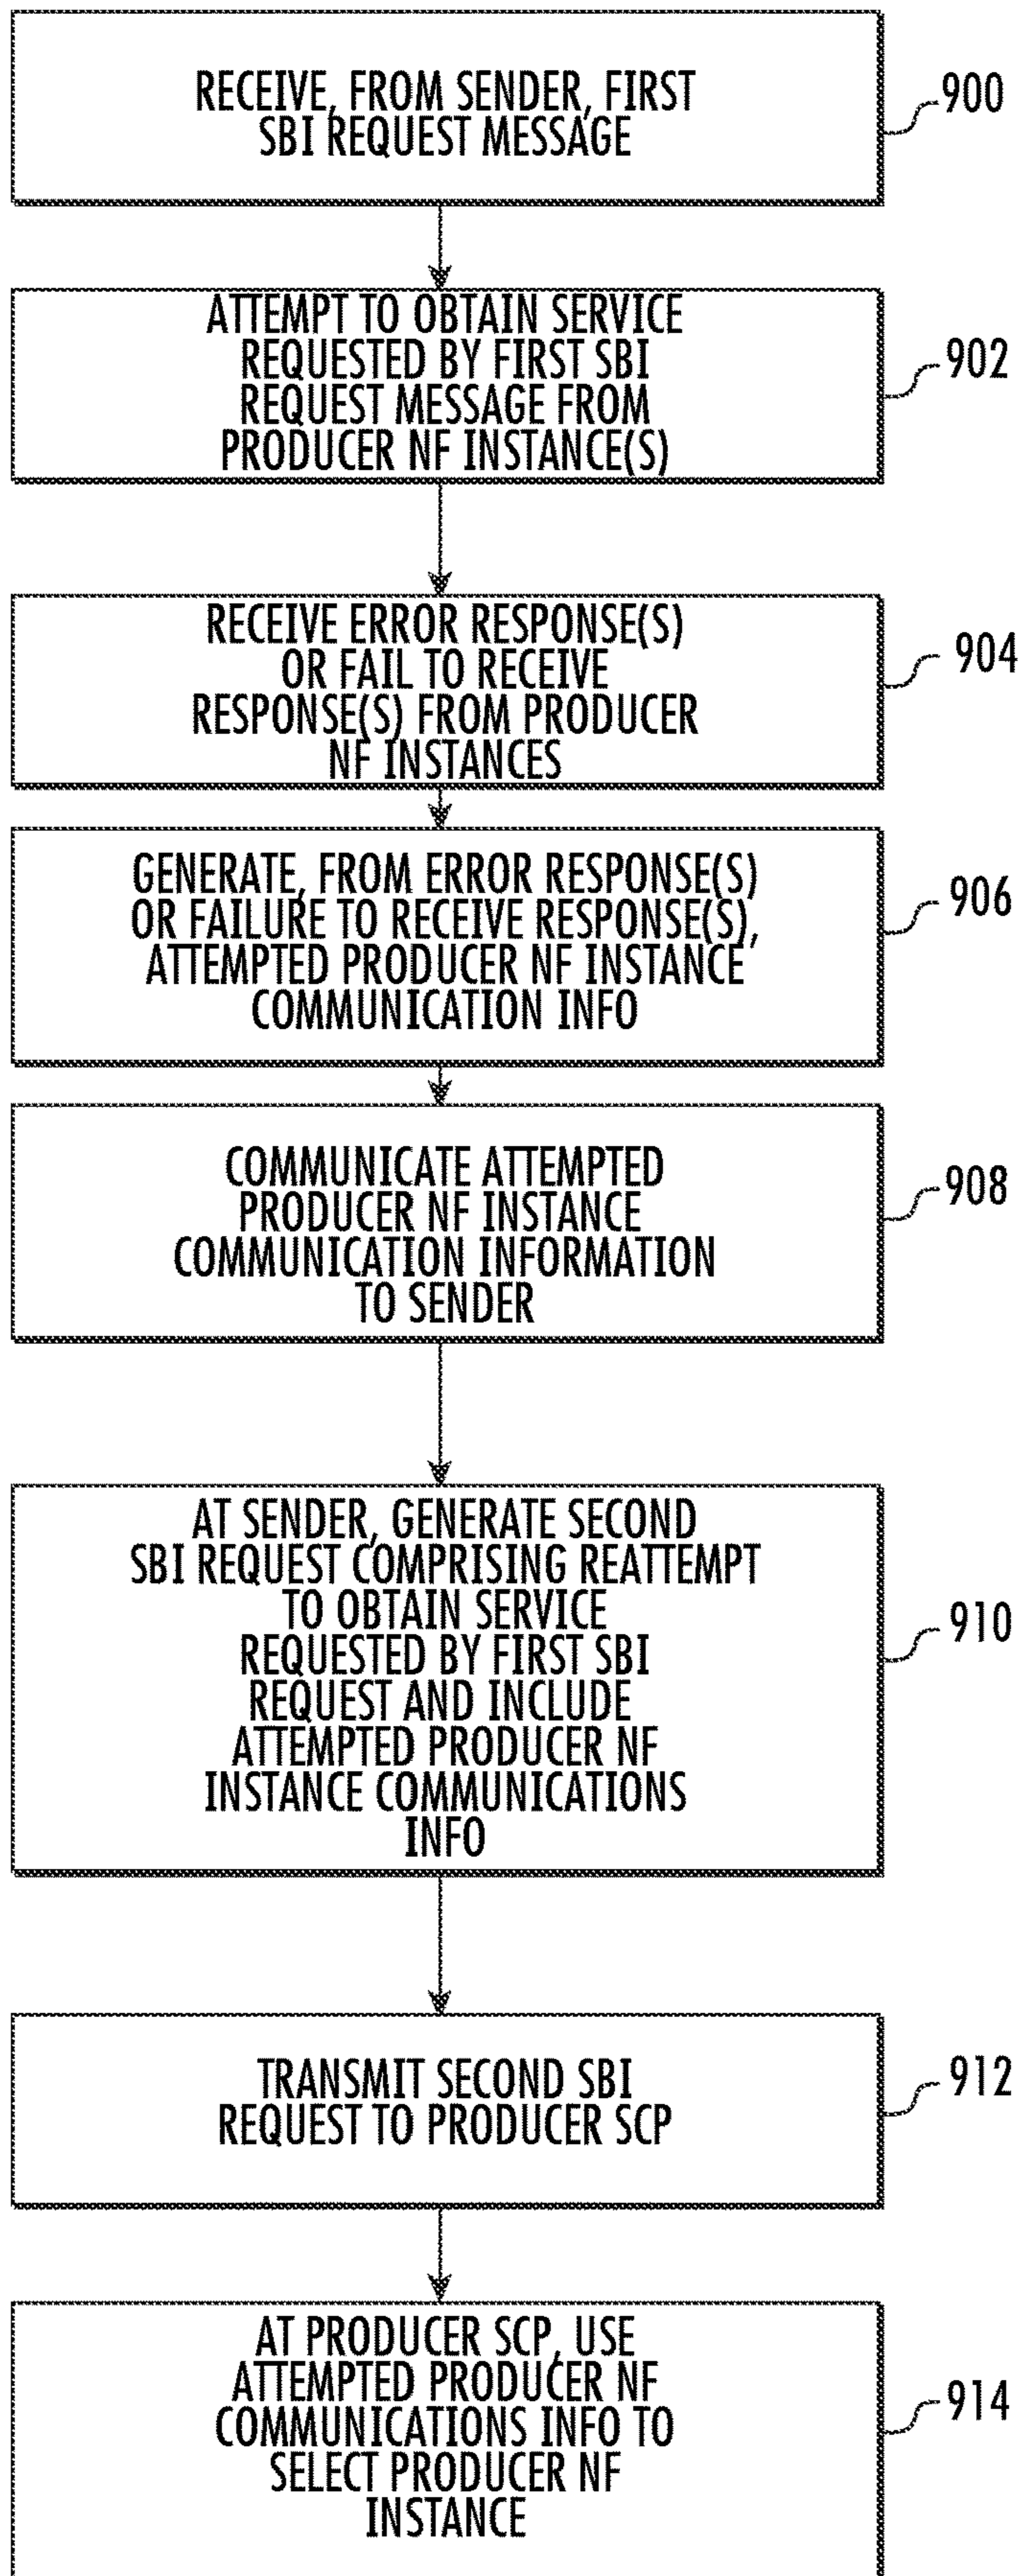 RECEIVE, FROM SENDER, FIRST
SBI REQUEST MESSAGE
900
ATTEMPT TO OBTAIN SERVICE
REQUESTED BY FIRST SBI
REQUEST MESSAGE FROM
PRODUCER NF INSTANCE(S)
902
RECEIVE ERROR RESPONSE(S)
OR FAIL TO RECEIVE
RESPONSE(S) FROM PRODUCER
NF INSTANCES
904
GENERATE, FROM ERROR RESPONSE(S)
OR FAILURE TO RECEIVE RESPONSE(S),
ATTEMPTED PRODUCER NF INSTANCE
COMMUNICATION INFO
906
COMMUNICATE ATTEMPTED
PRODUCER NF INSTANCE
COMMUNICATION INFORMATION
TO SENDER
908
AT SENDER, GENERATE SECOND
SBI REQUEST COMPRISING REATTEMPT
TO OBTAIN SERVICE
REQUESTED BY FIRST SBI
REQUEST AND INCLUDE
ATTEMPTED PRODUCER NF
INSTANCE COMMUNICATIONS
INFO
910
TRANSMIT SECOND SBI
REQUEST TO PRODUCER SCP
912
AT PRODUCER SCP, USE
ATTEMPTED PRODUCER NF
COMMUNICATIONS INFO TO
SELECT PRODUCER NF
INSTANCE
914